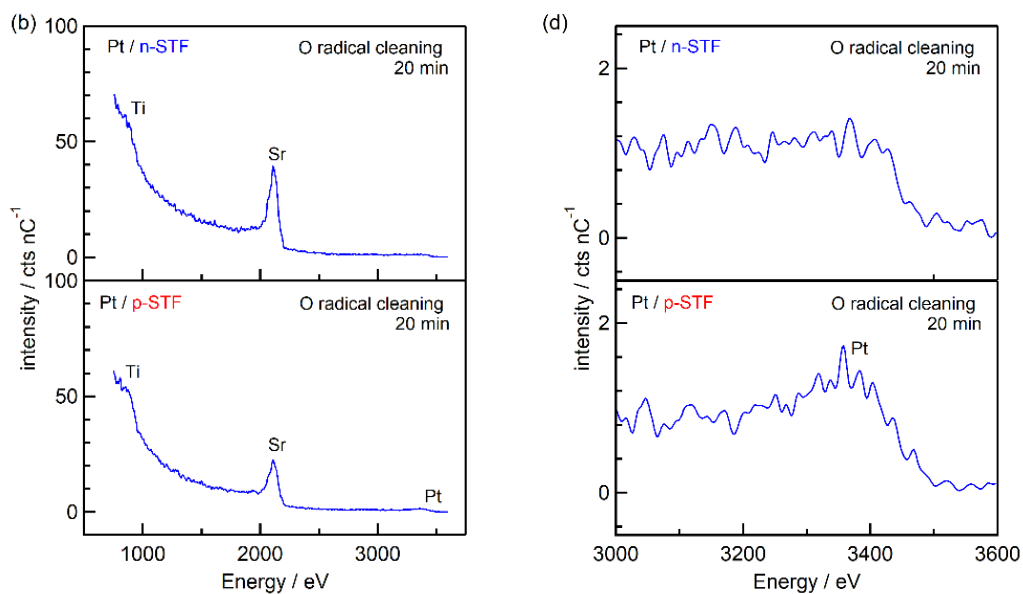 (b)
Pt / n-STF
O radical cleaning
20 min
Ti
Sr
100
50
0
Pt / p-STF
O radical cleaning
20 min
Ti
Sr
Pt
100
50
0
intensity / cts nC⁻¹
1000
2000
3000
Energy / eV
(d)
Pt / n-STF
O radical cleaning
20 min
2
0
Pt / p-STF
O radical cleaning
20 min
Pt
2
0
intensity / cts nC⁻¹
3000
3200
3400
3600
Energy / eV